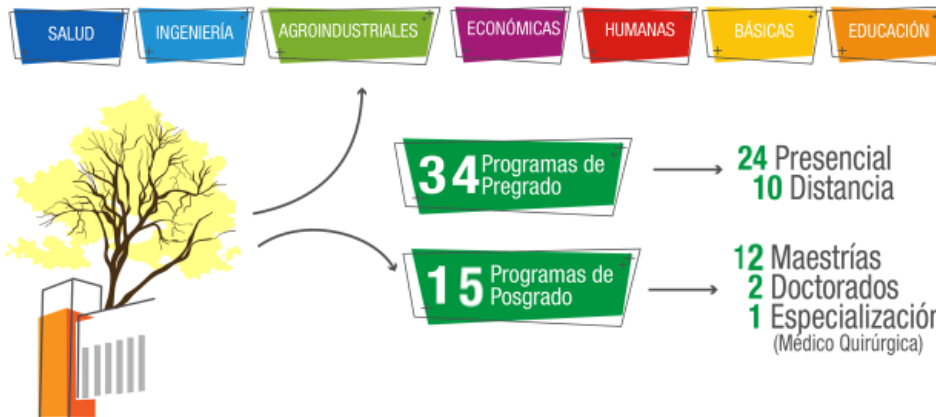 SALUD
INGENIERÍA
AGROINDUSTRIALES
ECONÓMICAS
HUMANAS
BÁSICAS
EDUCACIÓN
34 Programas de
Pregrado
24 Presencial
10 Distancia
15 Programas de
Posgrado
12 Maestrías
2 Doctorados
1 Especialización
(Médico Quirúrgica)